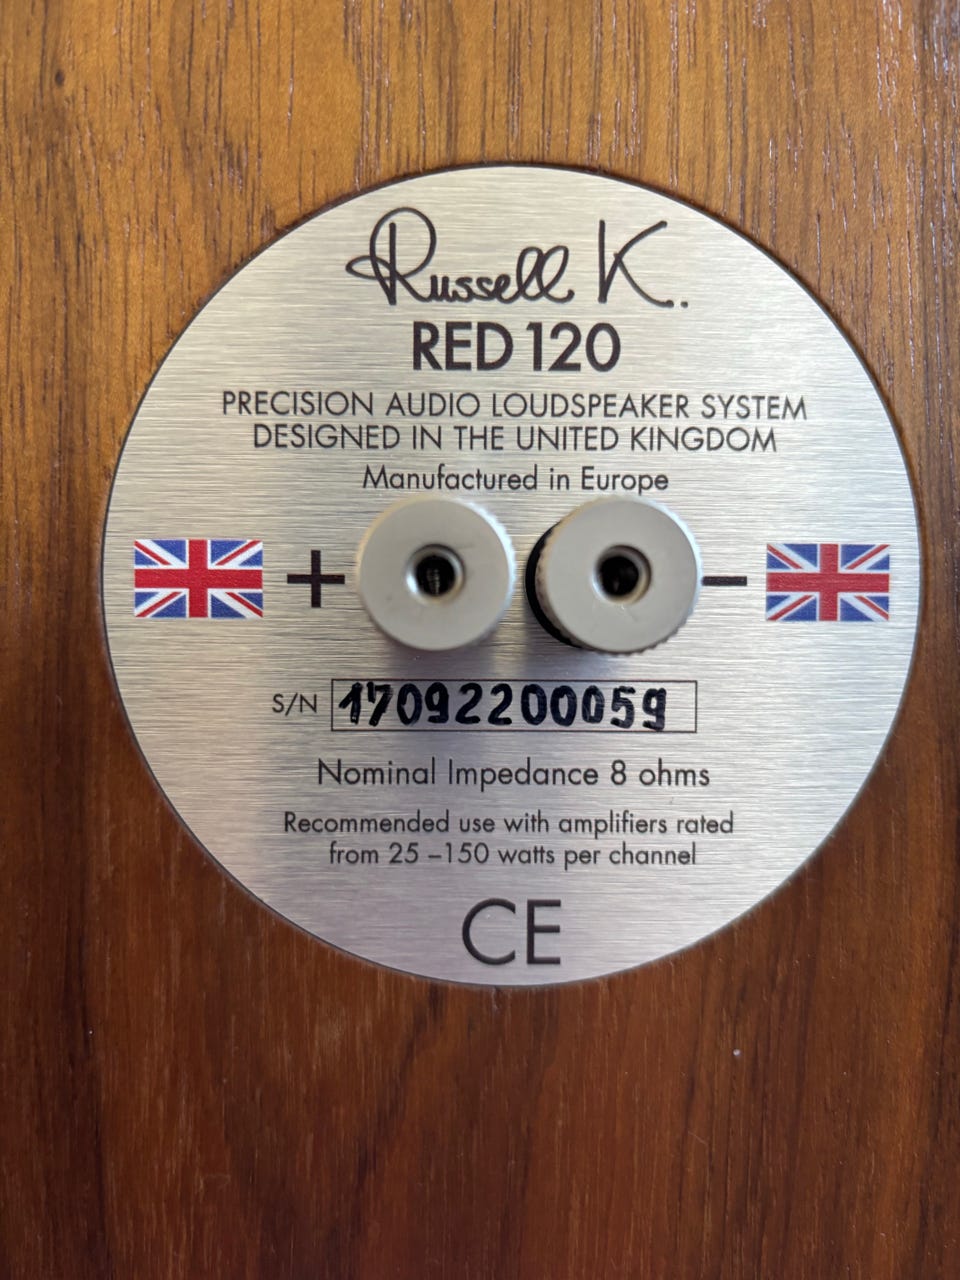 Russell K.
RED 120
PRECISION AUDIO LOUDSPEAKER SYSTEM
DESIGNED IN THE UNITED KINGDOM
Manufactured in Europe
+ −
S/N 17092200059
Nominal Impedance 8 ohms
Recommended use with amplifiers rated
from 25 –150 watts per channel
CE